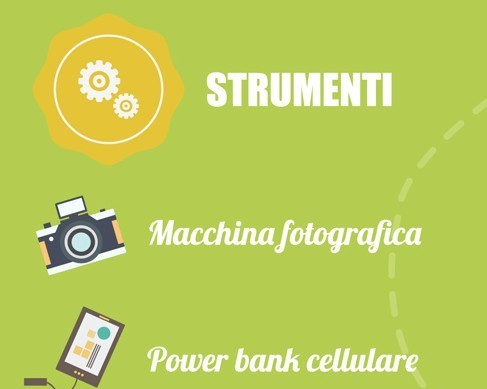 STRUMENTI
Macchina fotografica
Power bank cellulare